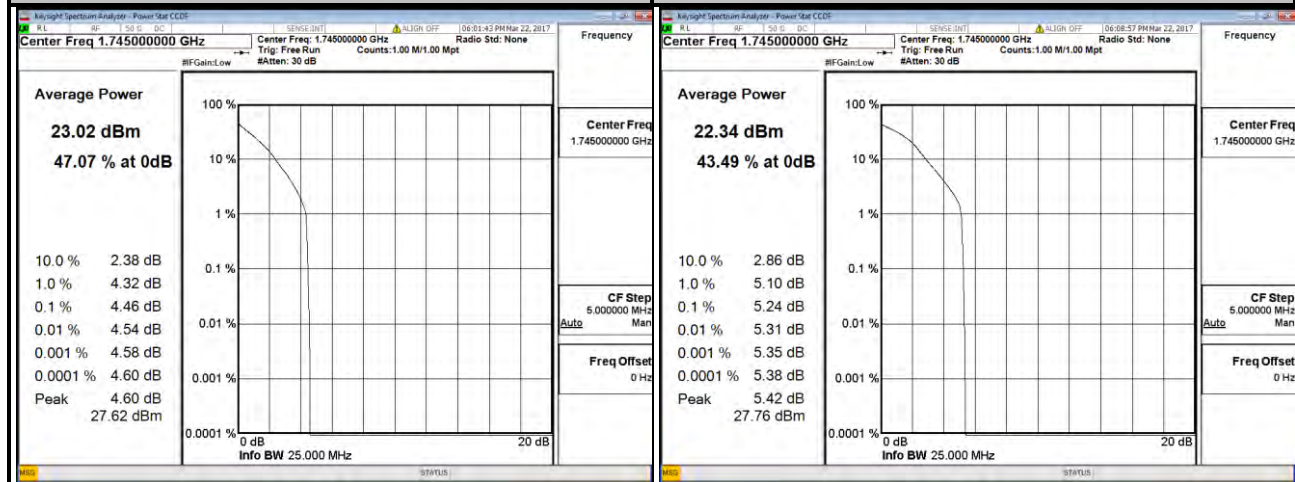 Keysight Spectrum Analyzer - Power Stat CCDF
RL RF 50 Ω DC SENSE:INT ALIGN OFF 06:01:43 PM Mar 22, 2017
Center Freq 1.745000000 GHz
Center Freq: 1.745000000 GHz Radio Std: None
Trig: Free Run Counts:1.00 M/1.00 Mpt
#IFGain:Low #Atten: 30 dB
Frequency
Average Power
23.02 dBm
47.07 % at 0dB
10.0 % 2.38 dB
1.0 % 4.32 dB
0.1 % 4.46 dB
0.01 % 4.54 dB
0.001 % 4.58 dB
0.0001 % 4.60 dB
Peak 4.60 dB
27.62 dBm
100 %
10 %
1 %
0.1 %
0.01 %
0.001 %
0.0001 %
0 dB 20 dB
Info BW 25.000 MHz
Center Freq
1.745000000 GHz
CF Step
5.000000 MHz
Auto Man
Freq Offset
0 Hz
MSG STATUS
Keysight Spectrum Analyzer - Power Stat CCDF
RL RF 50 Ω DC SENSE:INT ALIGN OFF 06:08:57 PM Mar 22, 2017
Center Freq 1.745000000 GHz
Center Freq: 1.745000000 GHz Radio Std: None
Trig: Free Run Counts:1.00 M/1.00 Mpt
#IFGain:Low #Atten: 30 dB
Frequency
Average Power
22.34 dBm
43.49 % at 0dB
10.0 % 2.86 dB
1.0 % 5.10 dB
0.1 % 5.24 dB
0.01 % 5.31 dB
0.001 % 5.35 dB
0.0001 % 5.38 dB
Peak 5.42 dB
27.76 dBm
100 %
10 %
1 %
0.1 %
0.01 %
0.001 %
0.0001 %
0 dB 20 dB
Info BW 25.000 MHz
Center Freq
1.745000000 GHz
CF Step
5.000000 MHz
Auto Man
Freq Offset
0 Hz
MSG STATUS